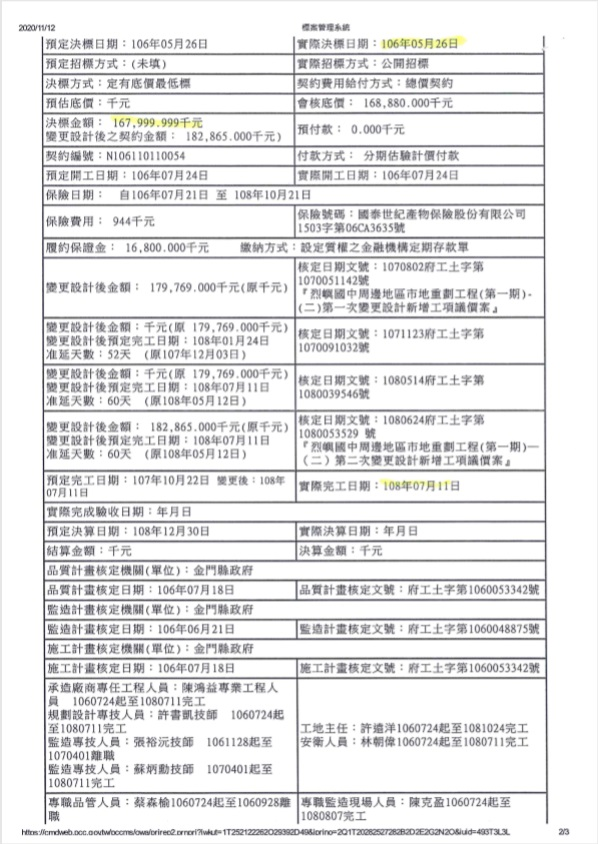 2020/11/12
標案管理系統
預定決標日期：106年05月26日
實際決標日期：106年05月26日
預定招標方式：(未填)
實際招標方式：公開招標
決標方式：定有底價最低標
契約費用給付方式：總價契約
預估底價：千元
會核底價：168,880.000千元
決標金額： 167,999.999千元
變更設計後之契約金額： 182,865.000千元)
預付款： 0.000千元
契約編號：N106110110054
付款方式： 分期估驗計價付款
預定開工日期：106年07月24日
實際開工日期：106年07月24日
保險日期： 自106年07月21日 至 108年10月21日
保險費用： 944千元
保險號碼：國泰世紀產物保險股份有限公司
1503字第06CA3635號
履約保證金： 16,800.000千元 繳納方式：設定質權之金融機構定期存款單
變更設計後金額： 179,769.000千元(原千元)
核定日期文號：1070802府工土字第
1070051142號
『烈嶼國中周邊地區市地重劃工程(第一期)-
(二)第一次變更設計新增工項議價案』
變更設計後金額：千元(原 179,769.000千元)
變更設計後預定完工日期：108年01月24日
准延天數：52天 (原107年12月03日)
核定日期文號：1071123府工土字第
1070091032號
變更設計後金額：千元(原 179,769.000千元)
變更設計後預定完工日期：108年07月11日
准延天數：60天 (原108年05月12日)
核定日期文號：1080514府工土字第
1080039546號
變更設計後金額： 182,865.000千元(原千元)
變更設計後預定完工日期：108年07月11日
准延天數：60天 (原108年05月12日)
核定日期文號：1080624府工土字第
1080053529 號
『烈嶼國中周邊地區市地重劃工程(第一期)—
(二) 第二次變更設計新增工項議價案』
預定完工日期：107年10月22日 變更後：108年
07月11日
實際完工日期：108年07月11日
實際完成驗收日期：年月日
預定決算日期：108年12月30日
實際決算日期：年月日
結算金額：千元
決算金額：千元
品質計畫核定機關(單位)：金門縣政府
品質計畫核定日期：106年07月18日
品質計畫核定文號：府工土字第1060053342號
監造計畫核定機關(單位)：金門縣政府
監造計畫核定日期：106年06月21日
監造計畫核定文號：府工土字第1060048875號
施工計畫核定機關(單位)：金門縣政府
施工計畫核定日期：106年07月18日
施工計畫核定文號：府工土字第1060053342號
承造廠商專任工程人員：陳鴻益專業工程人
員 1060724起至1080711完工
規劃設計專技人員：許書凱技師 1060724起
至1080711完工
監造專技人員：張裕沅技師 1061128起至
1070401離職
監造專技人員：蘇炳勳技師 1070401起至
1080711完工
工地主任：許遠洋1060724起至1081024完工
安衛人員：林朝偉1060724起至1080711完工
專職品管人員：蔡森榆1060724起至1060928離
職
專職監造現場人員：陳克盈1060724起至
1080807完工
2/3